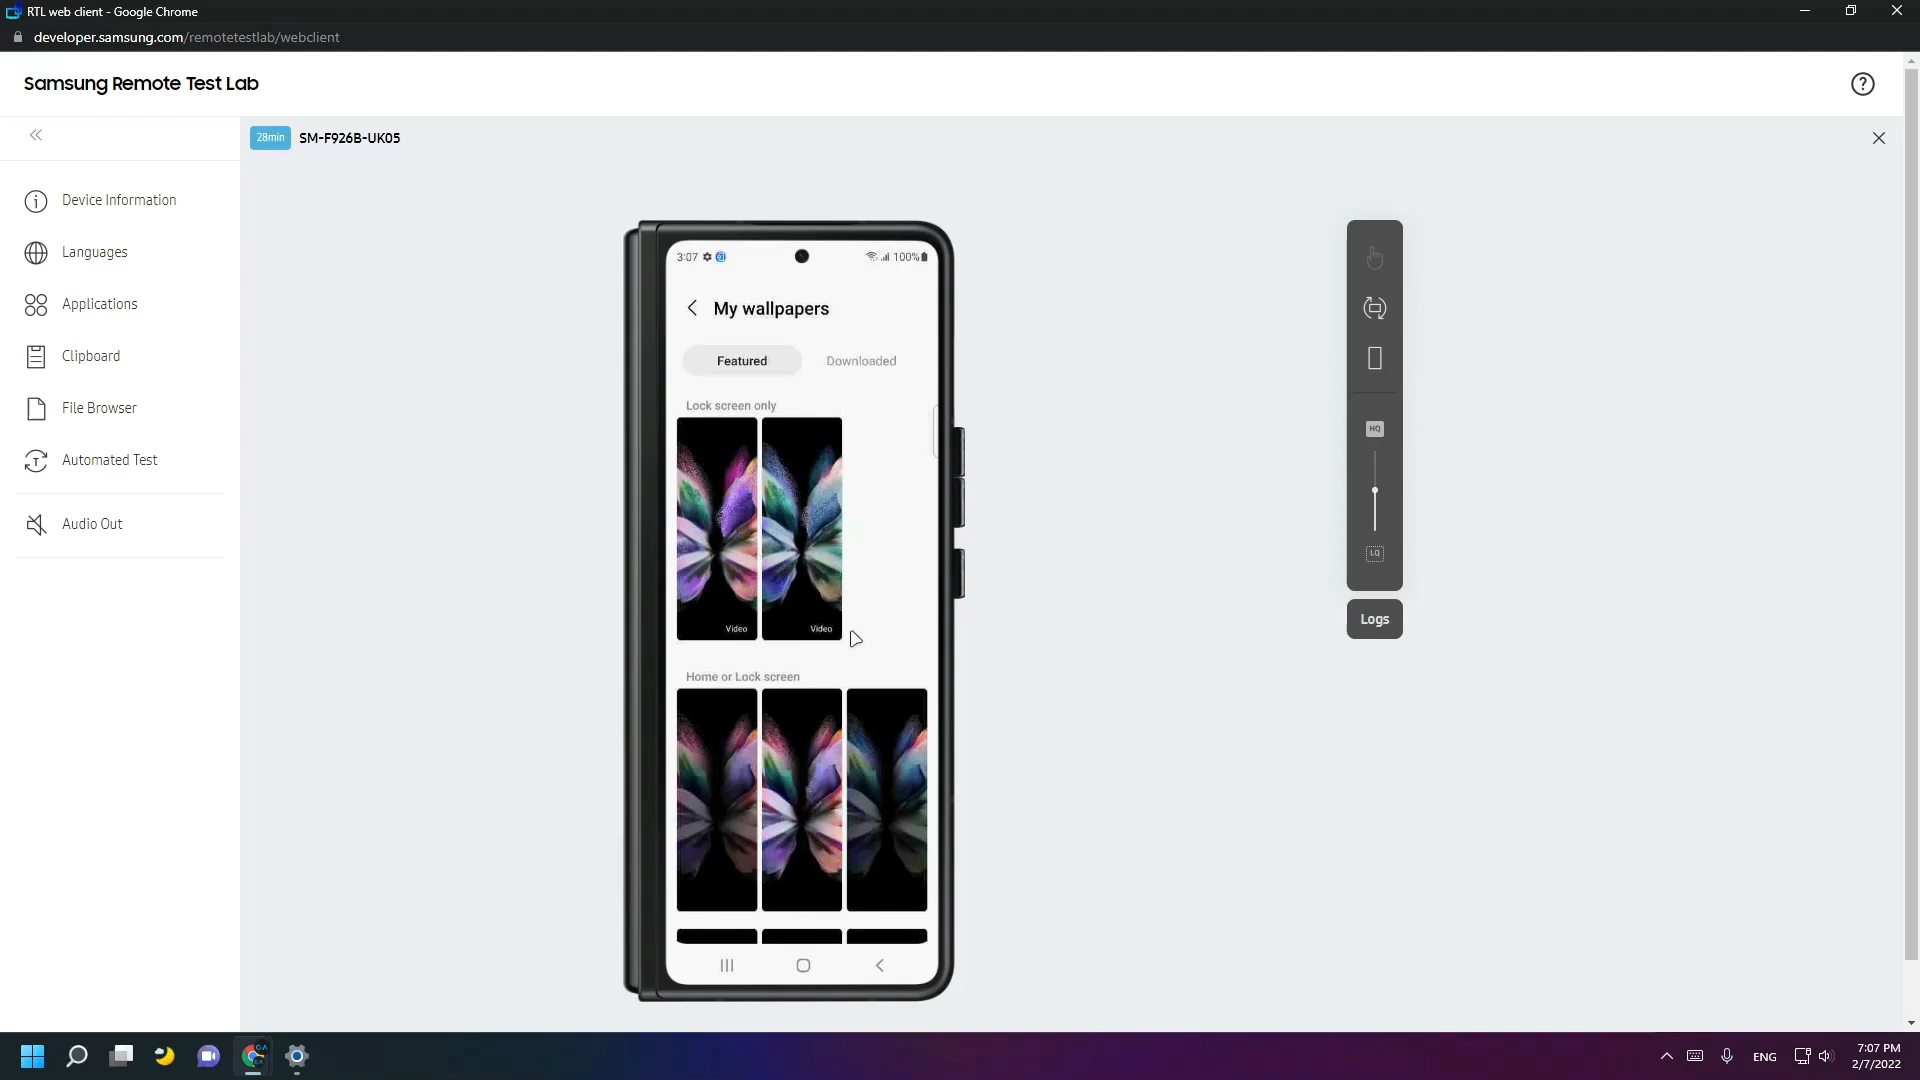 RTL web client - Google Chrome
developer.samsung.com/remotetestlab/webclient
Samsung Remote Test Lab
28min SM-F926B-UK05
Device Information
Languages
Applications
Clipboard
File Browser
Automated Test
Audio Out
3:07 100%
My wallpapers
Featured Downloaded
Lock screen only
Video Video
Home or Lock screen
HQ
LQ
Logs
ENG
7:07 PM
2/7/2022